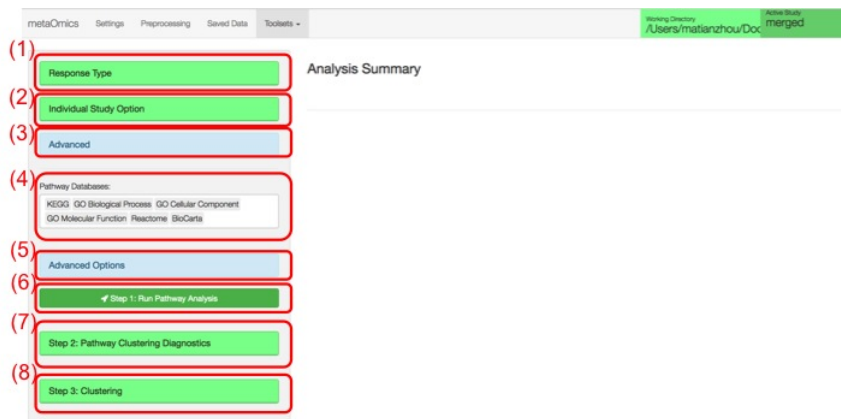 metaOmics Settings Preprocessing Saved Data Toolsets
Working Directory
/Users/matianzhou/Doc
Active Study
merged
(1)
Response Type
Analysis Summary
(2)
Individual Study Option
(3)
Advanced
(4)
Pathway Databases:
KEGG GO Biological Process GO Cellular Component
GO Molecular Function Reactome BioCarta
(5)
Advanced Options
(6)
Step 1: Run Pathway Analysis
(7)
Step 2: Pathway Clustering Diagnostics
(8)
Step 3: Clustering